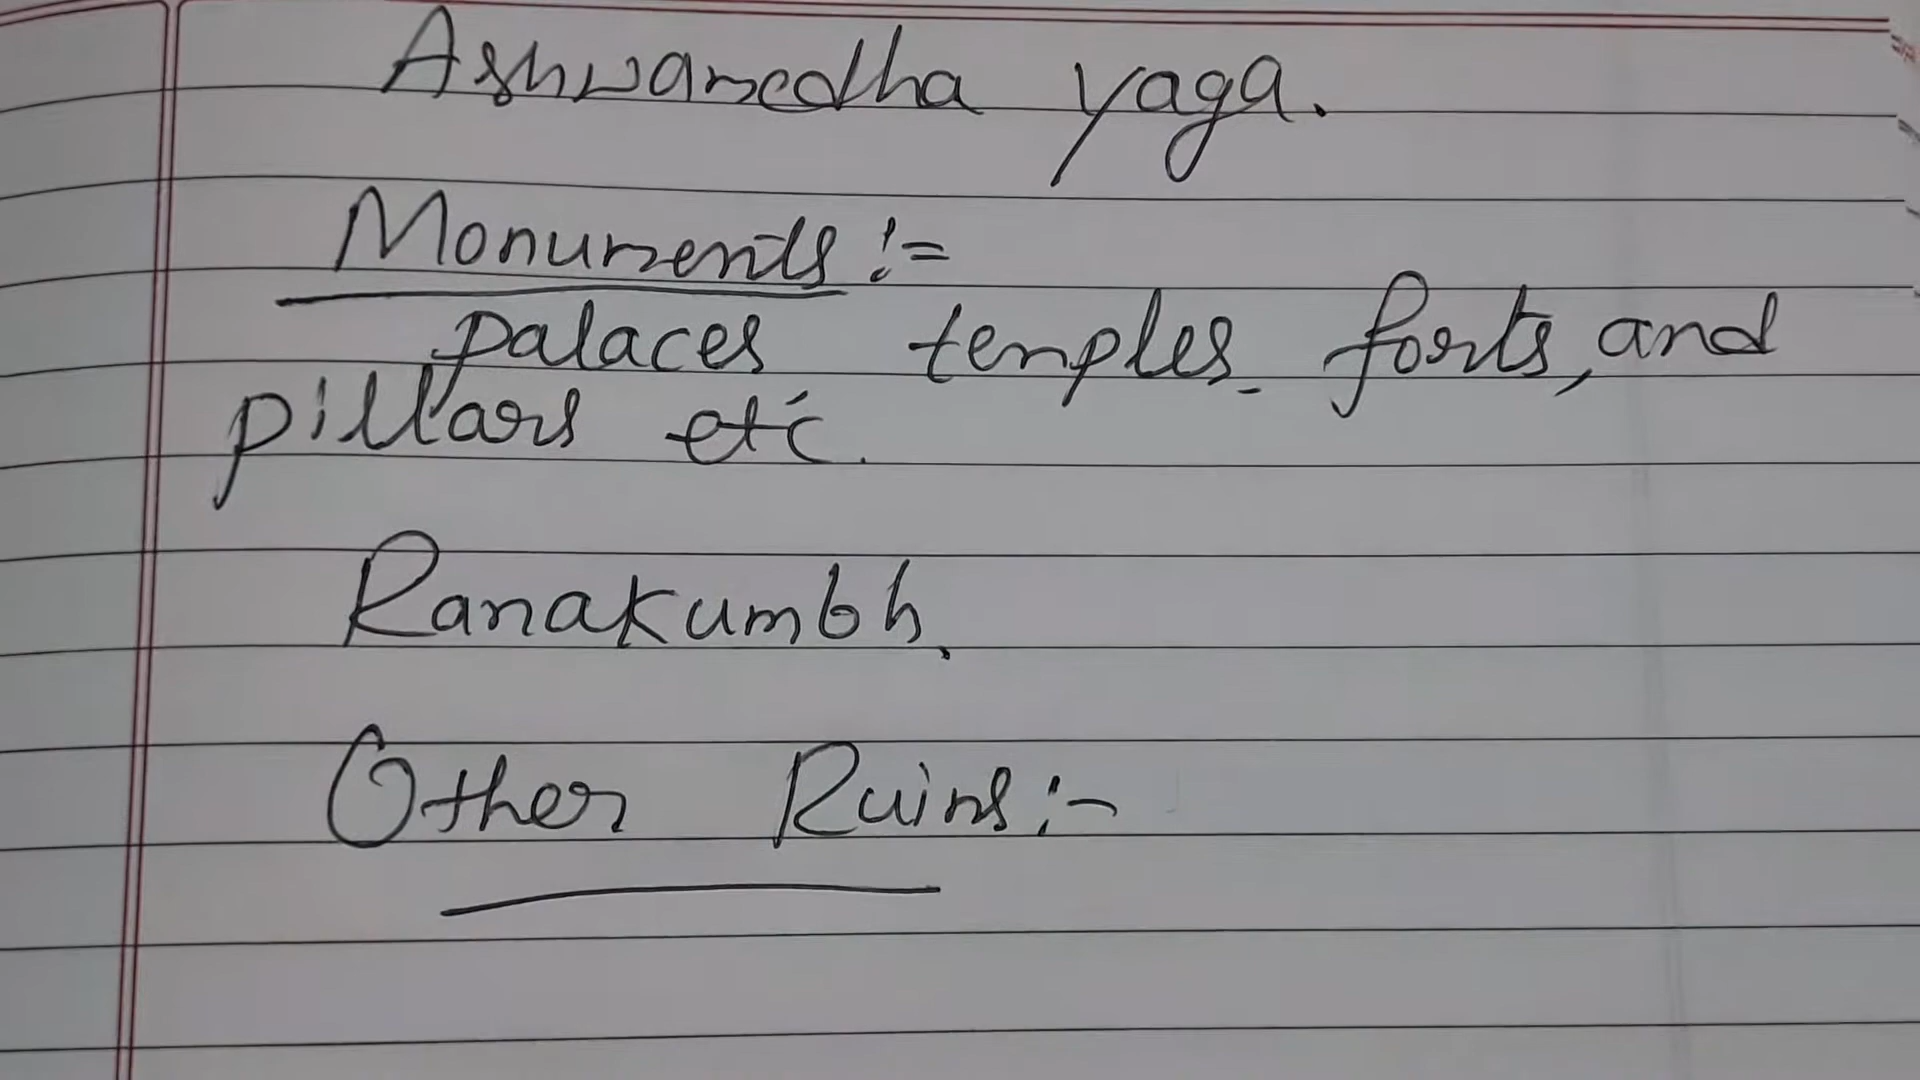 Ashwamedha yaga.
Monuments :-
palaces temples. forts, and
pillars etc.
Ranakumbh.
Other Ruins :-